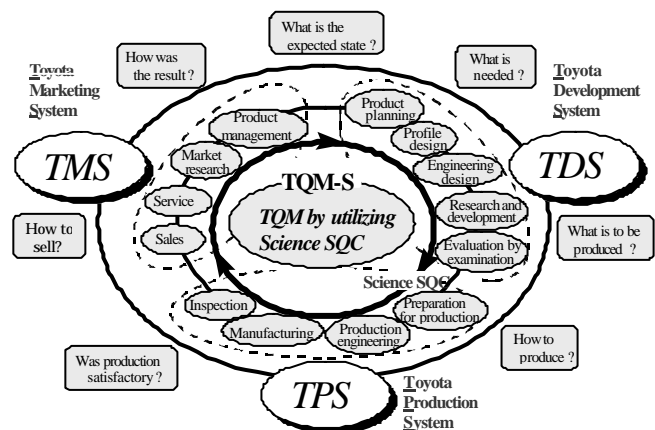 What is the
expected state ?
How was
the result ?
What is
needed ?
Toyota
Marketing
System
Toyota
Development
System
Product
management
Product
planning
Profile
design
Market
research
Engineering
design
TMS
TDS
TQM-S
TQM by utilizing
Science SQC
Service
Research and
development
How to
sell?
Sales
Evaluation by
examination
What is to be
produced ?
Science SQC
Inspection
Preparation
for production
Manufacturing
Production
engineering
How to
produce ?
Was production
satisfactory ?
TPS
Toyota
Production
System